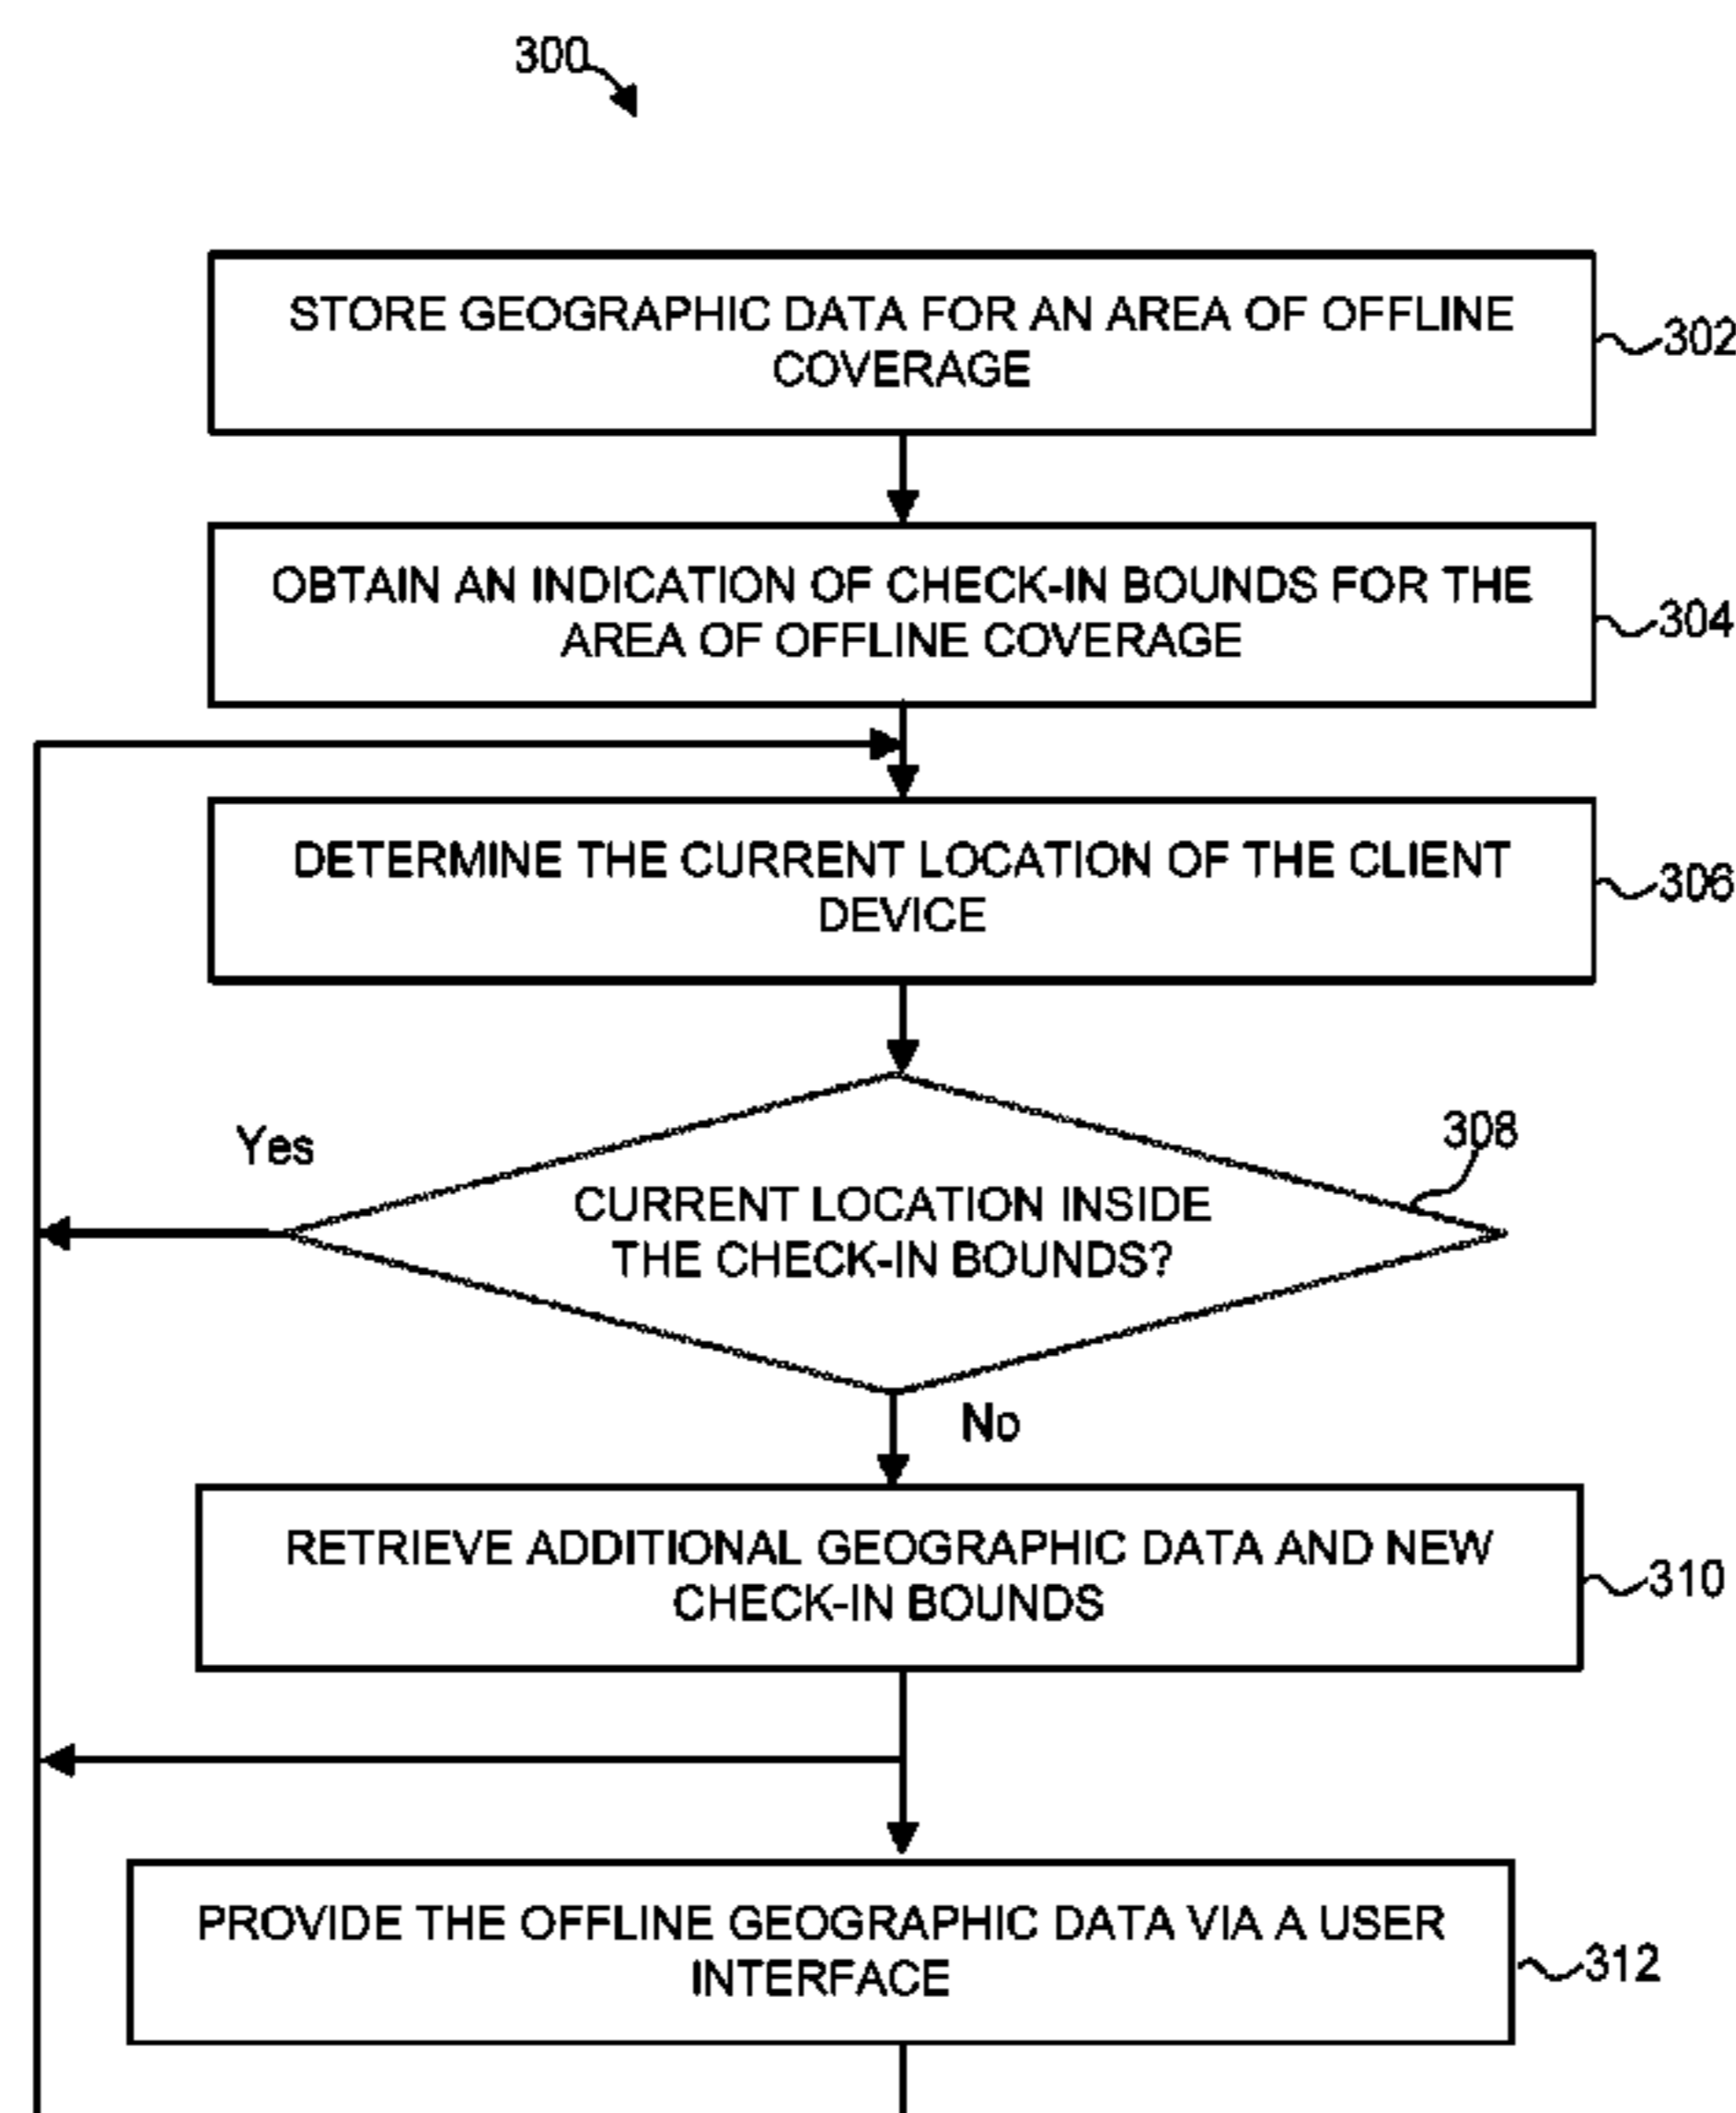 300
STORE GEOGRAPHIC DATA FOR AN AREA OF OFFLINE
COVERAGE
302
OBTAIN AN INDICATION OF CHECK-IN BOUNDS FOR THE
AREA OF OFFLINE COVERAGE
304
DETERMINE THE CURRENT LOCATION OF THE CLIENT
DEVICE
306
Yes
308
CURRENT LOCATION INSIDE
THE CHECK-IN BOUNDS?
No
RETRIEVE ADDITIONAL GEOGRAPHIC DATA AND NEW
CHECK-IN BOUNDS
310
PROVIDE THE OFFLINE GEOGRAPHIC DATA VIA A USER
INTERFACE
312